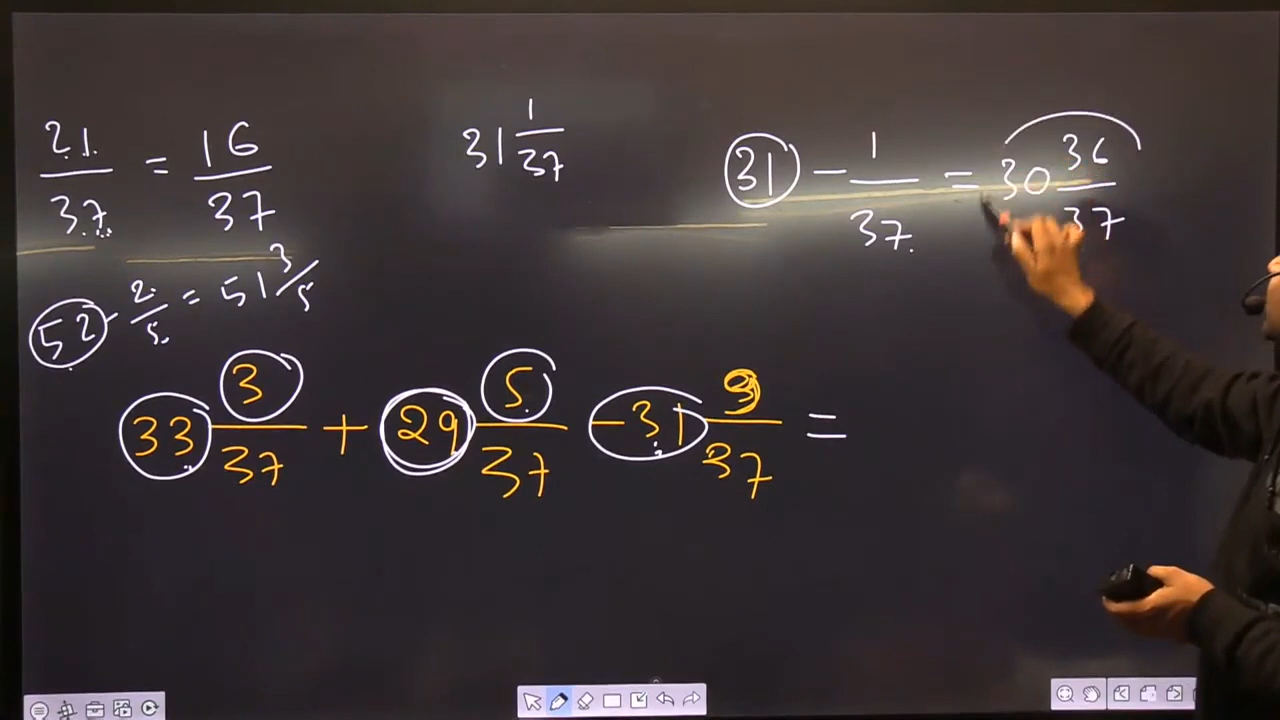 21/37 = 16/37
31 1/37
31 - 1/37 = 30 36/37
52 - 2/5 = 51 3/5
33 3/37 + 29 5/37 - 31 9/37 =